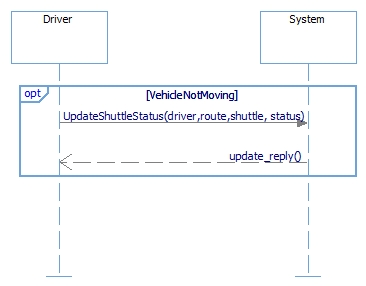 Driver
System
opt
[VehicleNotMoving]
UpdateShuttleStatus(driver,route,shuttle, status)
update_reply()